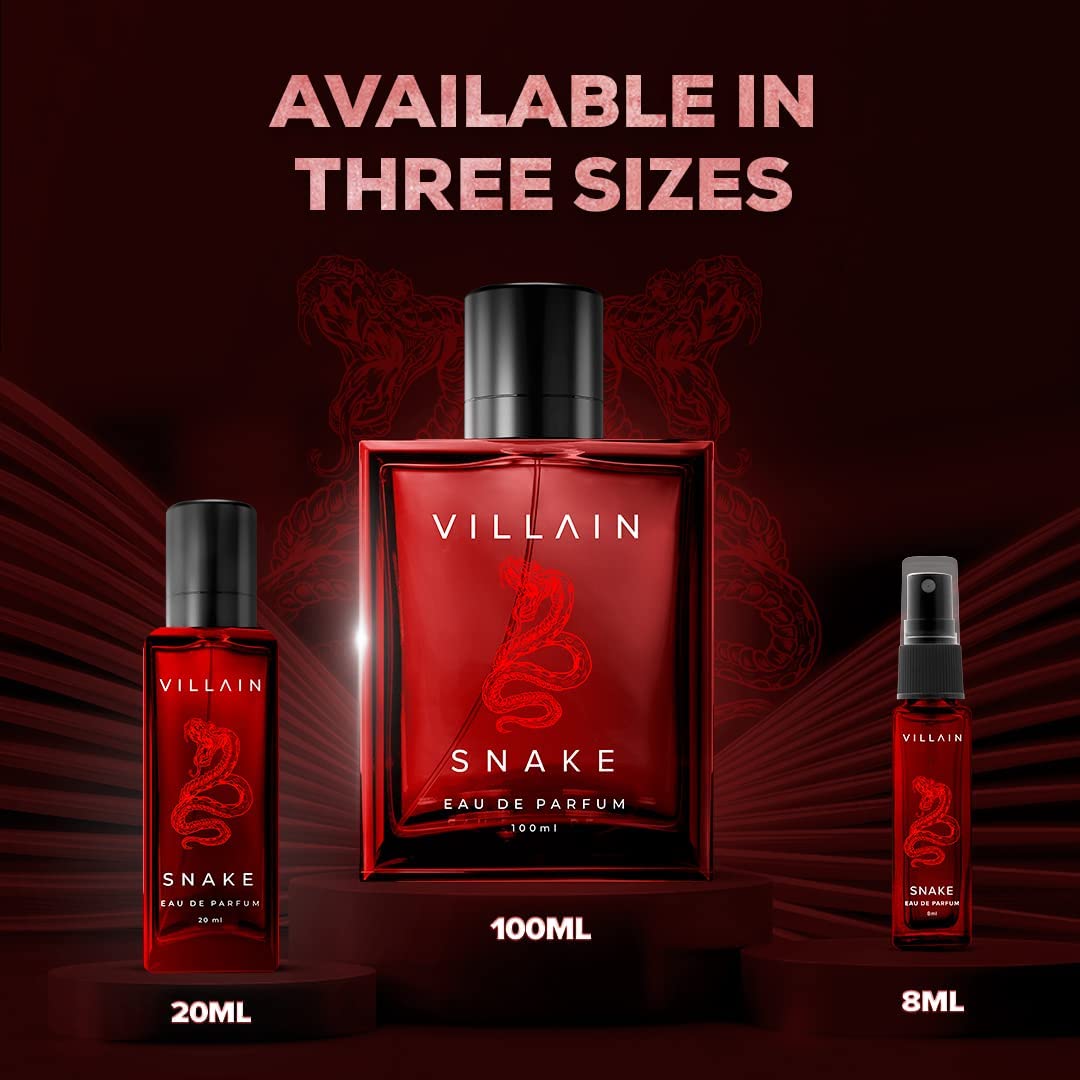 AVAILABLE IN
THREE SIZES
VILLAIN
SNAKE
EAU DE PARFUM
20 ml
20ML
VILLAIN
SNAKE
EAU DE PARFUM
100ml
100ML
VILLAIN
SNAKE
EAU DE PARFUM
8ml
8ML